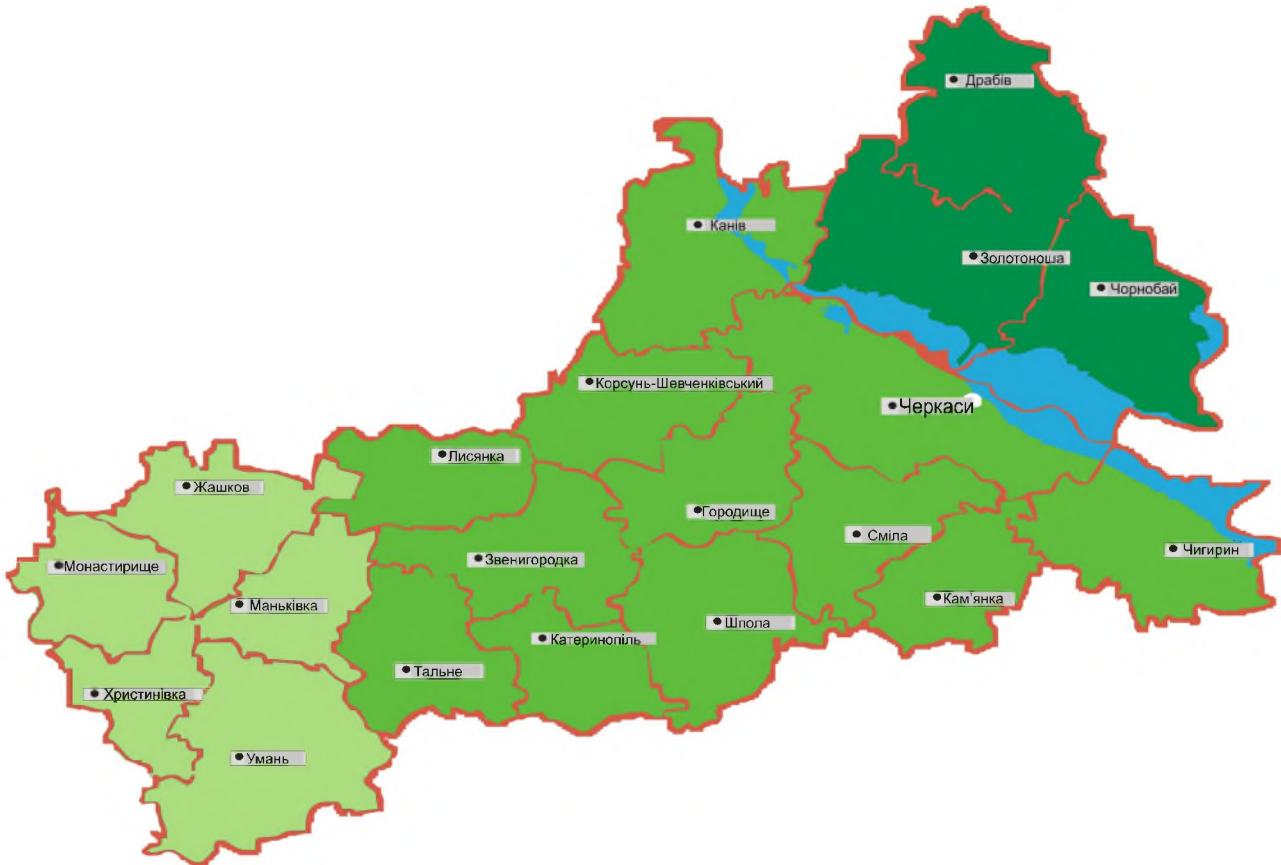 Драбів
Канів
Золотоноша
Чорнобай
Корсунь-Шевченківський
Черкаси
Лисянка
Жашков
Городище
Сміла
Чигирин
Звенигородка
Монастирище
Маньківка
Кам'янка
Шпола
Катеринопіль
Тальне
Христинівка
Умань